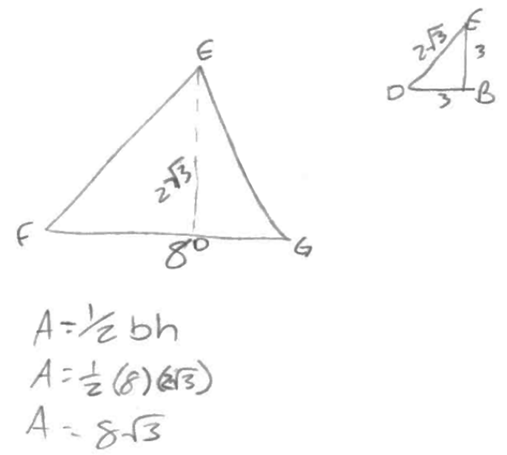 E
2√3
E
3
D
3
B
2√3
F
8
D
G
A = 1/2 bh
A = 1/2 (8)(2√3)
A = 8√3